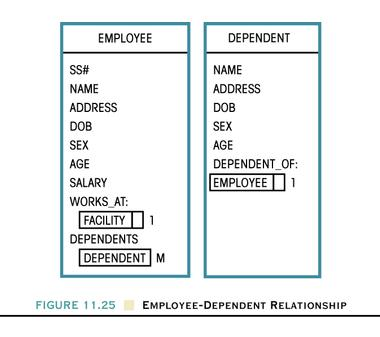 EMPLOYEE
SS#
NAME
ADDRESS
DOB
SEX
AGE
SALARY
WORKS_AT:
FACILITY 1
DEPENDENTS
DEPENDENT M
DEPENDENT
NAME
ADDRESS
DOB
SEX
AGE
DEPENDENT_OF:
EMPLOYEE 1
FIGURE 11.25 EMPLOYEE-DEPENDENT RELATIONSHIP